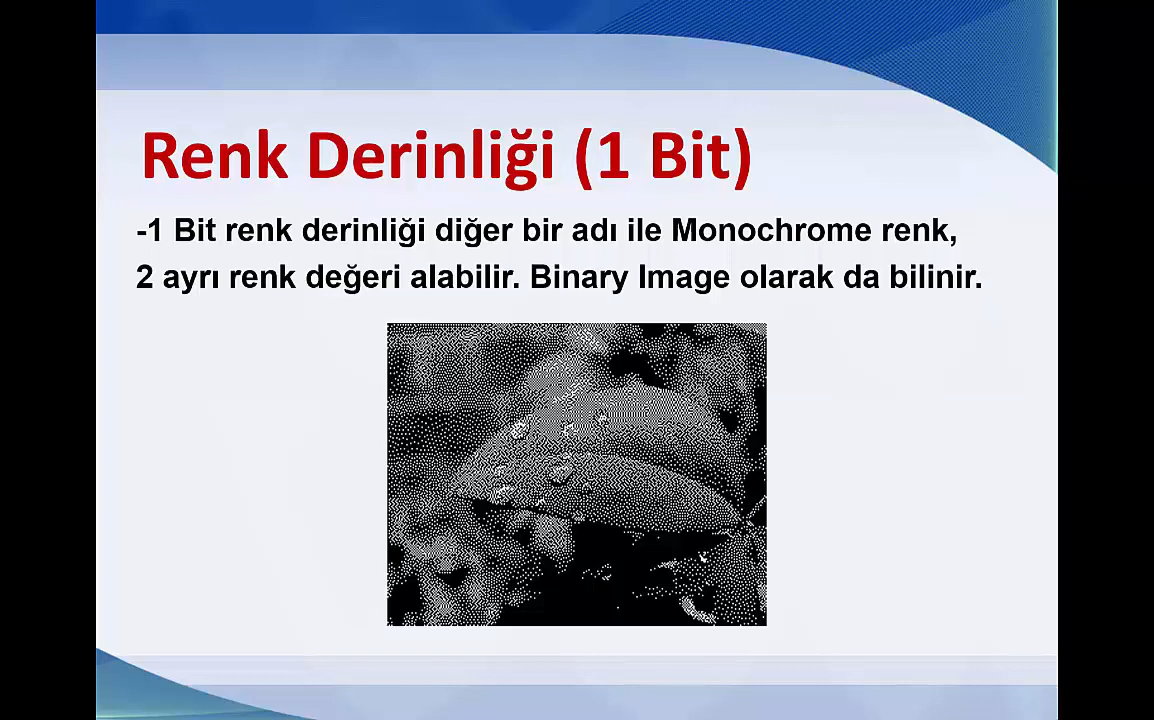 Renk Derinliği (1 Bit)
-1 Bit renk derinliği diğer bir adı ile Monochrome renk,
2 ayrı renk değeri alabilir. Binary Image olarak da bilinir.